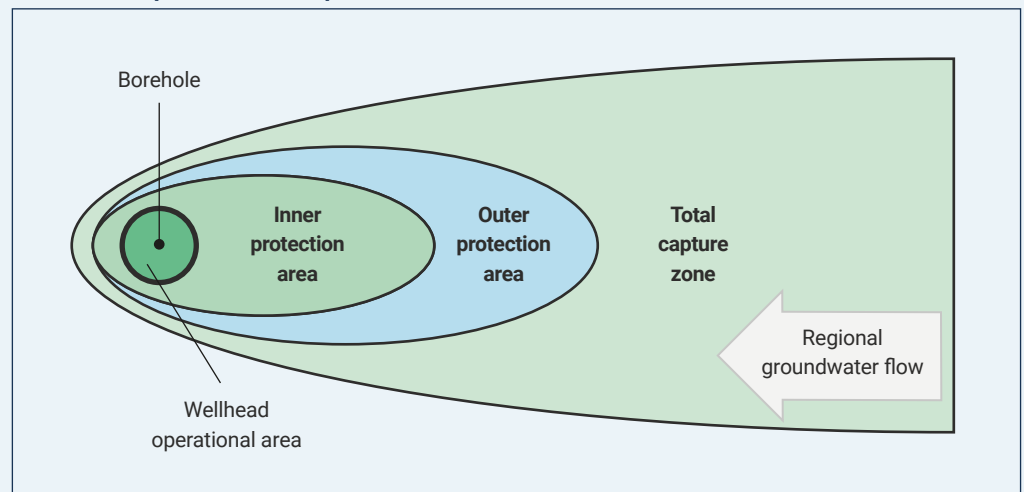 Borehole
Inner
protection
area
Outer
protection
area
Total
capture
zone
Regional
groundwater flow
Wellhead
operational area